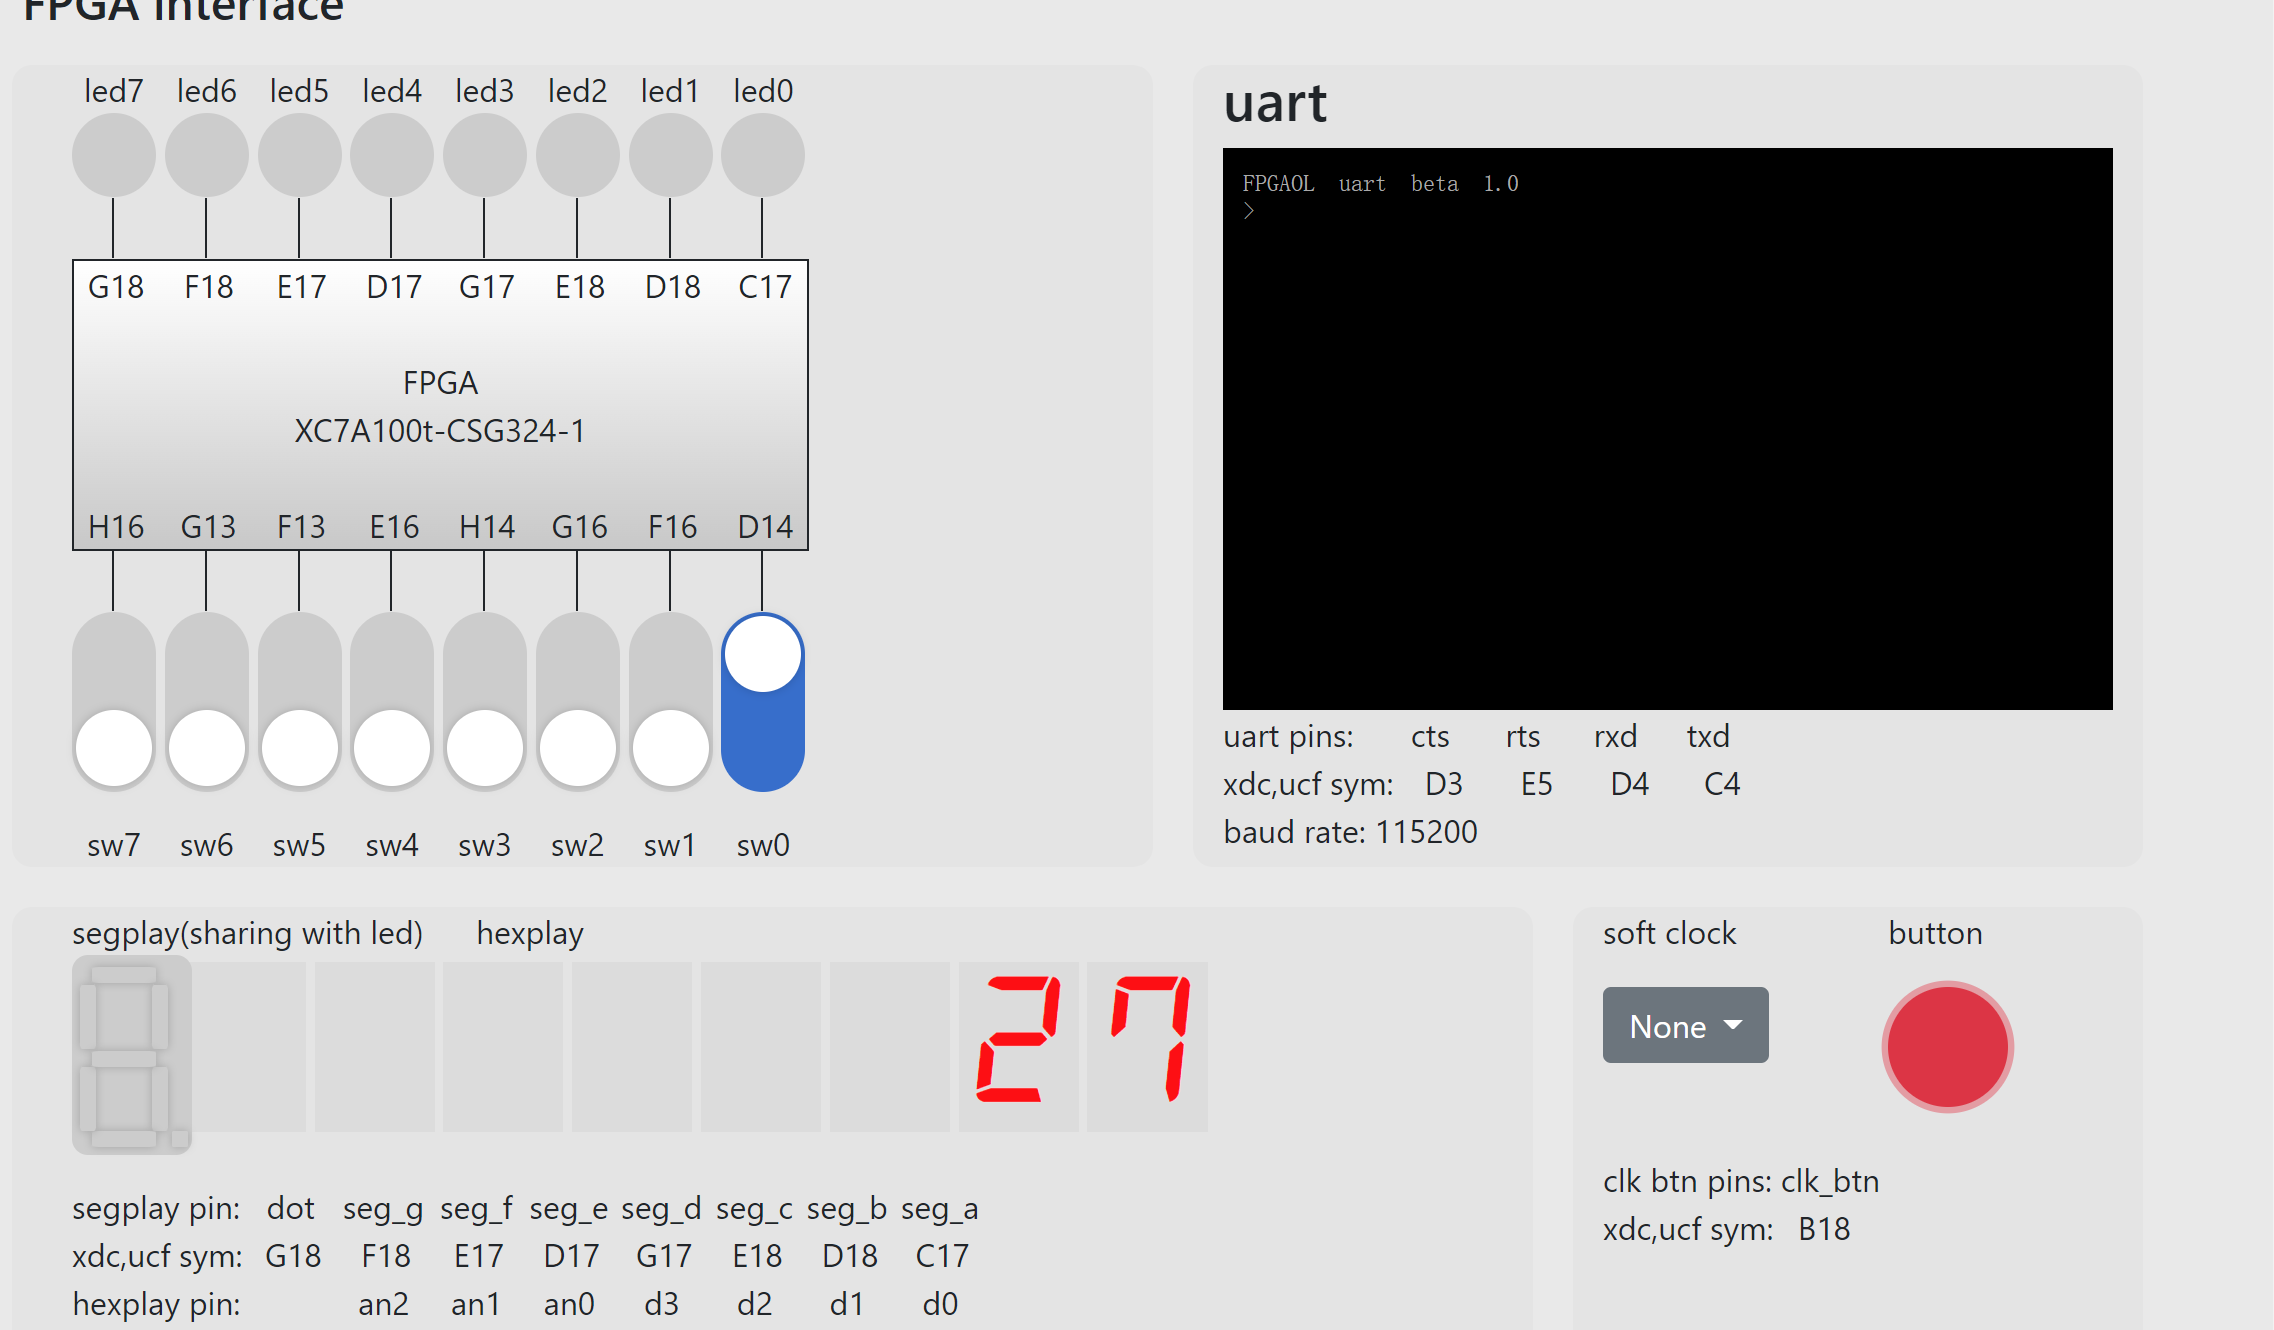 FPGA Interface
led7 led6 led5 led4 led3 led2 led1 led0
G18 F18 E17 D17 G17 E18 D18 C17
FPGA
XC7A100t-CSG324-1
H16 G13 F13 E16 H14 G16 F16 D14
sw7 sw6 sw5 sw4 sw3 sw2 sw1 sw0
uart
FPGAOL uart beta 1.0
>
uart pins: cts rts rxd txd
xdc,ucf sym: D3 E5 D4 C4
baud rate: 115200
segplay(sharing with led) hexplay
27
segplay pin: dot seg_g seg_f seg_e seg_d seg_c seg_b seg_a
xdc,ucf sym: G18 F18 E17 D17 G17 E18 D18 C17
hexplay pin: an2 an1 an0 d3 d2 d1 d0
soft clock button
None
clk btn pins: clk_btn
xdc,ucf sym: B18